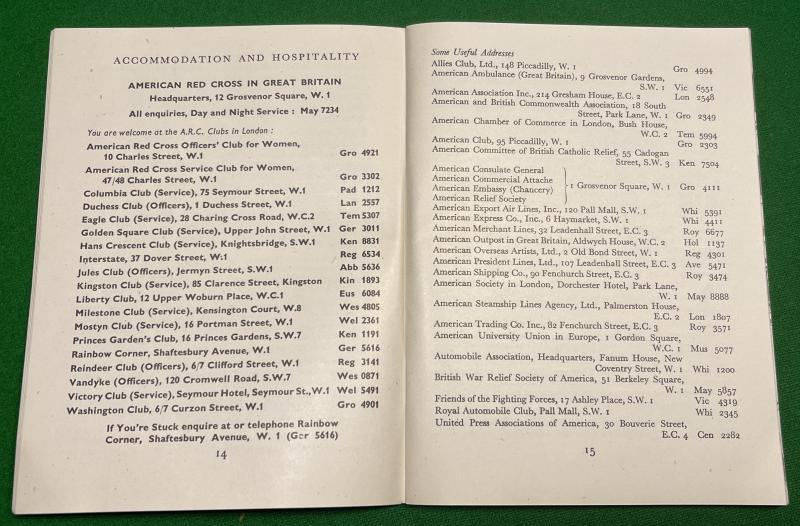 ACCOMMODATION AND HOSPITALITY
AMERICAN RED CROSS IN GREAT BRITAIN
Headquarters, 12 Grosvenor Square, W. 1
All enquiries, Day and Night Service : May 7234
You are welcome at the A.R.C. Clubs in London :
American Red Cross Officers' Club for Women,
10 Charles Street, W.1 Gro 4921
American Red Cross Service Club for Women,
47/48 Charles Street, W.1 Gro 3302
Columbia Club (Service), 75 Seymour Street, W.1 Pad 1212
Duchess Club (Officers), 1 Duchess Street, W.1 Lan 2557
Eagle Club (Service), 28 Charing Cross Road, W.C.2 Tem 5307
Golden Square Club (Service), Upper John Street, W.1 Ger 3011
Hans Crescent Club (Service), Knightsbridge, S.W.1 Ken 8831
Interstate, 37 Dover Street, W.1 Reg 6534
Jules Club (Officers), Jermyn Street, S.W.1 Abb 5636
Kingston Club (Service), 85 Clarence Street, Kingston Kin 1893
Liberty Club, 12 Upper Woburn Place, W.C.1 Eus 6084
Milestone Club (Service), Kensington Court, W.8 Wes 4805
Mostyn Club (Service), 16 Portman Street, W.1 Wel 2361
Princes Garden's Club, 16 Princes Gardens, S.W.7 Ken 1191
Rainbow Corner, Shaftesbury Avenue, W.1 Ger 5616
Reindeer Club (Officers), 6/7 Clifford Street, W.1 Reg 3141
Vandyke (Officers), 120 Cromwell Road, S.W.7 Wes 0871
Victory Club (Service), Seymour Hotel, Seymour St., W.1 Wel 5491
Washington Club, 6/7 Curzon Street, W.1 Gro 4901
If You're Stuck enquire at or telephone Rainbow
Corner, Shaftesbury Avenue, W. 1 (Ger 5616)
14
Some Useful Addresses
Allies Club, Ltd., 148 Piccadilly, W. 1 Gro 4994
American Ambulance (Great Britain), 9 Grosvenor Gardens,
S.W. 1 Vic 6551
American Association Inc., 214 Gresham House, E.C. 2 Lon 2548
American and British Commonwealth Association, 18 South
Street, Park Lane, W. 1 Gro 2349
American Chamber of Commerce in London, Bush House,
W.C. 2 Tem 5994
American Club, 95 Piccadilly, W. 1 Gro 2303
American Committee of British Catholic Relief, 55 Cadogan
Street, S.W. 3 Ken 7504
American Consulate General
American Commercial Attache
American Embassy (Chancery) 1 Grosvenor Square, W. 1 Gro 4111
American Relief Society
American Export Air Lines, Inc., 120 Pall Mall, S.W. 1 Whi 5391
American Express Co., Inc., 6 Haymarket, S.W. 1 Whi 4411
American Merchant Lines, 32 Leadenhall Street, E.C. 3 Roy 6677
American Outpost in Great Britain, Aldwych House, W.C. 2 Hol 1137
American Overseas Artists, Ltd., 2 Old Bond Street, W. 1 Reg 4301
American President Lines, Ltd., 107 Leadenhall Street, E.C. 3 Ave 5471
American Shipping Co., 90 Fenchurch Street, E.C. 3 Roy 3474
American Society in London, Dorchester Hotel, Park Lane,
W. 1 May 8888
American Steamship Lines Agency, Ltd., Palmerston House,
E.C. 2 Lon 1807
American Trading Co. Inc., 82 Fenchurch Street, E.C. 3 Roy 3571
American University Union in Europe, 1 Gordon Square,
W.C. 1 Mus 5077
Automobile Association, Headquarters, Fanum House, New
Coventry Street, W. 1 Whi 1200
British War Relief Society of America, 51 Berkeley Square,
W. 1 May 5857
Friends of the Fighting Forces, 17 Ashley Place, S.W. 1 Vic 4319
Royal Automobile Club, Pall Mall, S.W. 1 Whi 2345
United Press Associations of America, 30 Bouverie Street,
E.C. 4 Cen 2282
15